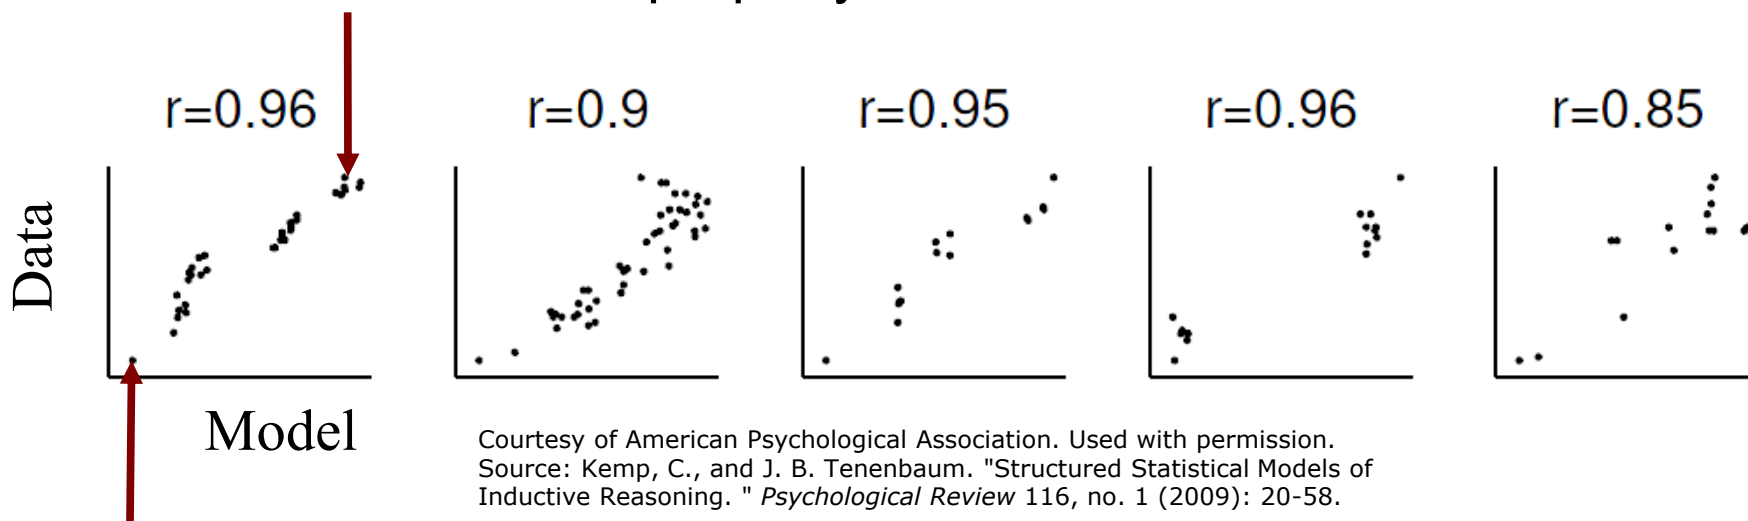 r=0.96
r=0.9
r=0.95
r=0.96
r=0.85
Data
Model
Courtesy of American Psychological Association. Used with permission.
Source: Kemp, C., and J. B. Tenenbaum. "Structured Statistical Models of
Inductive Reasoning. " Psychological Review 116, no. 1 (2009): 20-58.